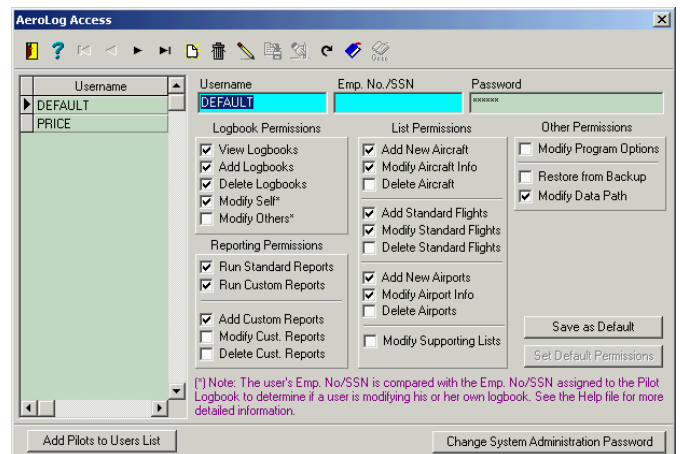 AeroLog Access
Username
DEFAULT
PRICE
Username Emp. No./SSN Password
DEFAULT ******
Logbook Permissions
View Logbooks
Add Logbooks
Delete Logbooks
Modify Self*
Modify Others*
Reporting Permissions
Run Standard Reports
Run Custom Reports
Add Custom Reports
Modify Cust. Reports
Delete Cust. Reports
List Permissions
Add New Aircraft
Modify Aircraft Info
Delete Aircraft
Add Standard Flights
Modify Standard Flights
Delete Standard Flights
Add New Airports
Modify Airport Info
Delete Airports
Modify Supporting Lists
Other Permissions
Modify Program Options
Restore from Backup
Modify Data Path
Save as Default
Set Default Permissions
(*) Note: The user's Emp. No/SSN is compared with the Emp. No/SSN assigned to the Pilot
Logbook to determine if a user is modifying his or her own logbook. See the Help file for more
detailed information.
Add Pilots to Users List
Change System Administration Password